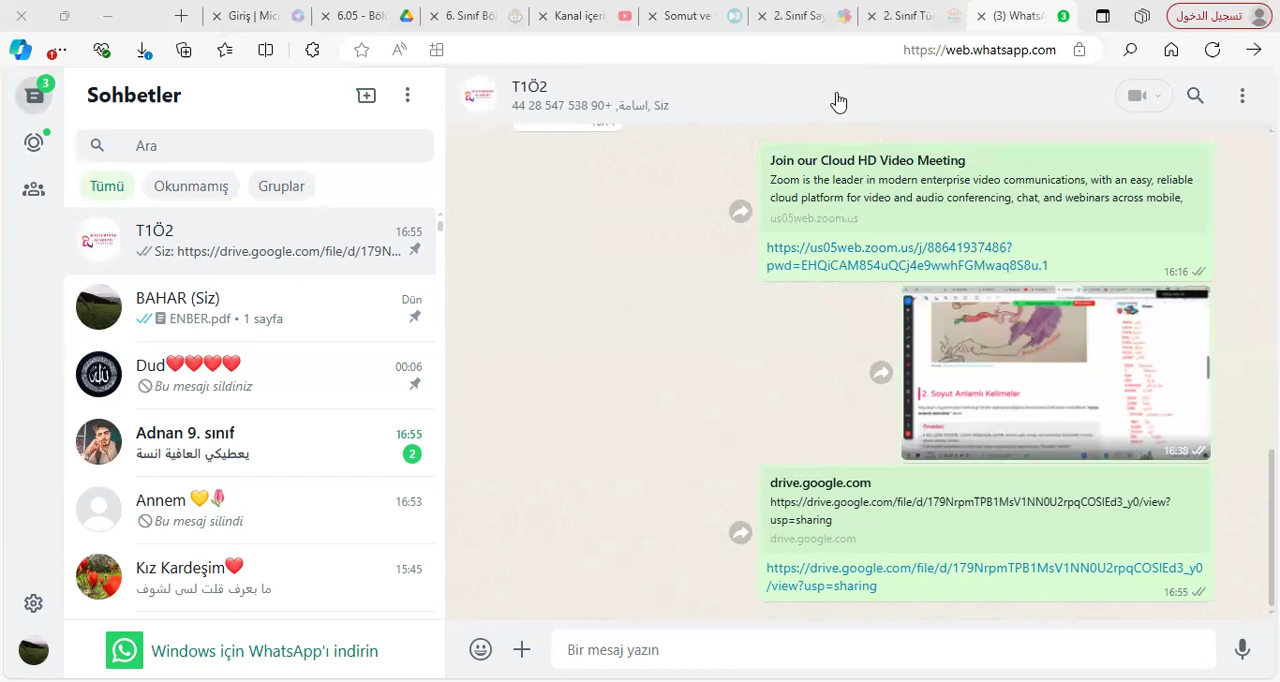 Giriş | Mic
6.05 - Bölü
6. Sınıf Böl
Kanal içeri
Somut ve
2. Sınıf Say
2. Sınıf Tür
(3) WhatsA
3
تسجيل الدخول
https://web.whatsapp.com
3
Sohbetler
Ara
Tümü
Okunmamış
Gruplar
T1Ö2
16:55
Siz: https://drive.google.com/file/d/179N...
BAHAR (Siz)
Dün
ENBER.pdf • 1 sayfa
Dud❤️❤️❤️❤️
00:06
Bu mesajı sildiniz
Adnan 9. sınıf
16:55
يعطيكي العافية انسة
2
Annem 💛🌷
16:53
Bu mesaj silindi
Kız Kardeşim❤️
15:45
ما بعرف قلت لسى لشوف
Windows için WhatsApp'ı indirin
T1Ö2
44 28 547 538 90+ ,اسامة, Siz
Join our Cloud HD Video Meeting
Zoom is the leader in modern enterprise video communications, with an easy, reliable
cloud platform for video and audio conferencing, chat, and webinars across mobile,
us05web.zoom.us
https://us05web.zoom.us/j/88641937486?
pwd=EHQiCAM854uQCj4e9wwhFGMwaq8S8u.1
16:16
2. Soyut Anlamlı Kelimeler
16:38
drive.google.com
https://drive.google.com/file/d/179NrpmTPB1MsV1NN0U2rpqCOSlEd3_y0/view?
usp=sharing
drive.google.com
https://drive.google.com/file/d/179NrpmTPB1MsV1NN0U2rpqCOSlEd3_y0
/view?usp=sharing
16:55
Bir mesaj yazın